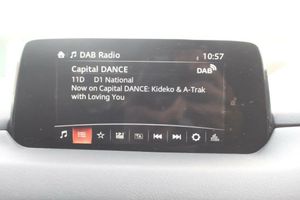 DAB Radio 10:57
Capital DANCE DAB
11D D1 National
Now on Capital DANCE: Kideko & A-Trak
with Loving You